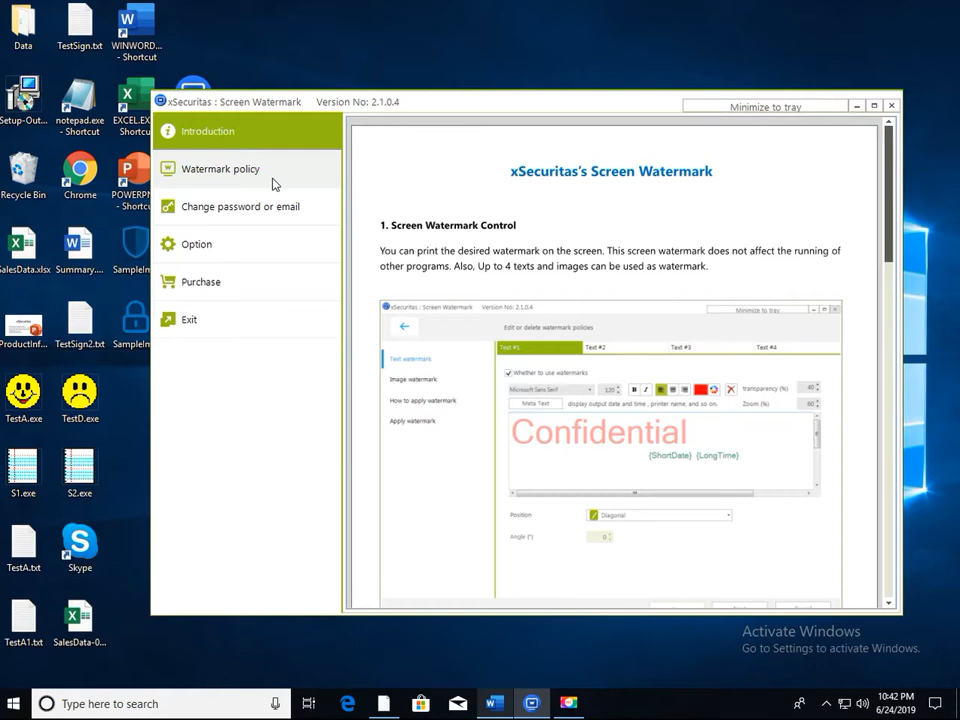 Data
TestSign.txt
WINWORD...
- Shortcut
Setup-Out...
notepad.exe
- Shortcut
EXCEL.EXE
- Shortcut
Recycle Bin
Chrome
POWERPN...
- Shortcut
SalesData.xlsx
Summary....
SampleIm
ProductInf...
TestSign2.txt
SampleIm
TestA.exe
TestD.exe
S1.exe
S2.exe
TestA.txt
Skype
TestA1.txt
SalesData-0...
xSecuritas : Screen Watermark Version No: 2.1.0.4
Minimize to tray
Introduction
Watermark policy
Change password or email
Option
Purchase
Exit
xSecuritas's Screen Watermark
1. Screen Watermark Control
You can print the desired watermark on the screen. This screen watermark does not affect the running of
other programs. Also, Up to 4 texts and images can be used as watermark.
xSecuritas : Screen Watermark Version No: 2.1.0.4
Minimize to tray
Edit or delete watermark policies
Text watermark
Image watermark
How to apply watermark
Apply watermark
Text #1 Text #2 Text #3 Text #4
Whether to use watermarks
Microsoft Sans Serif 120 B I transparency (%) 40
Meta Text display output date and time , printer name, and so on. Zoom (%) 60
Confidential
{ShortDate} {LongTime}
Position Diagonal
Angle (°) 0
Activate Windows
Go to Settings to activate Windows.
Type here to search
10:42 PM
6/24/2019